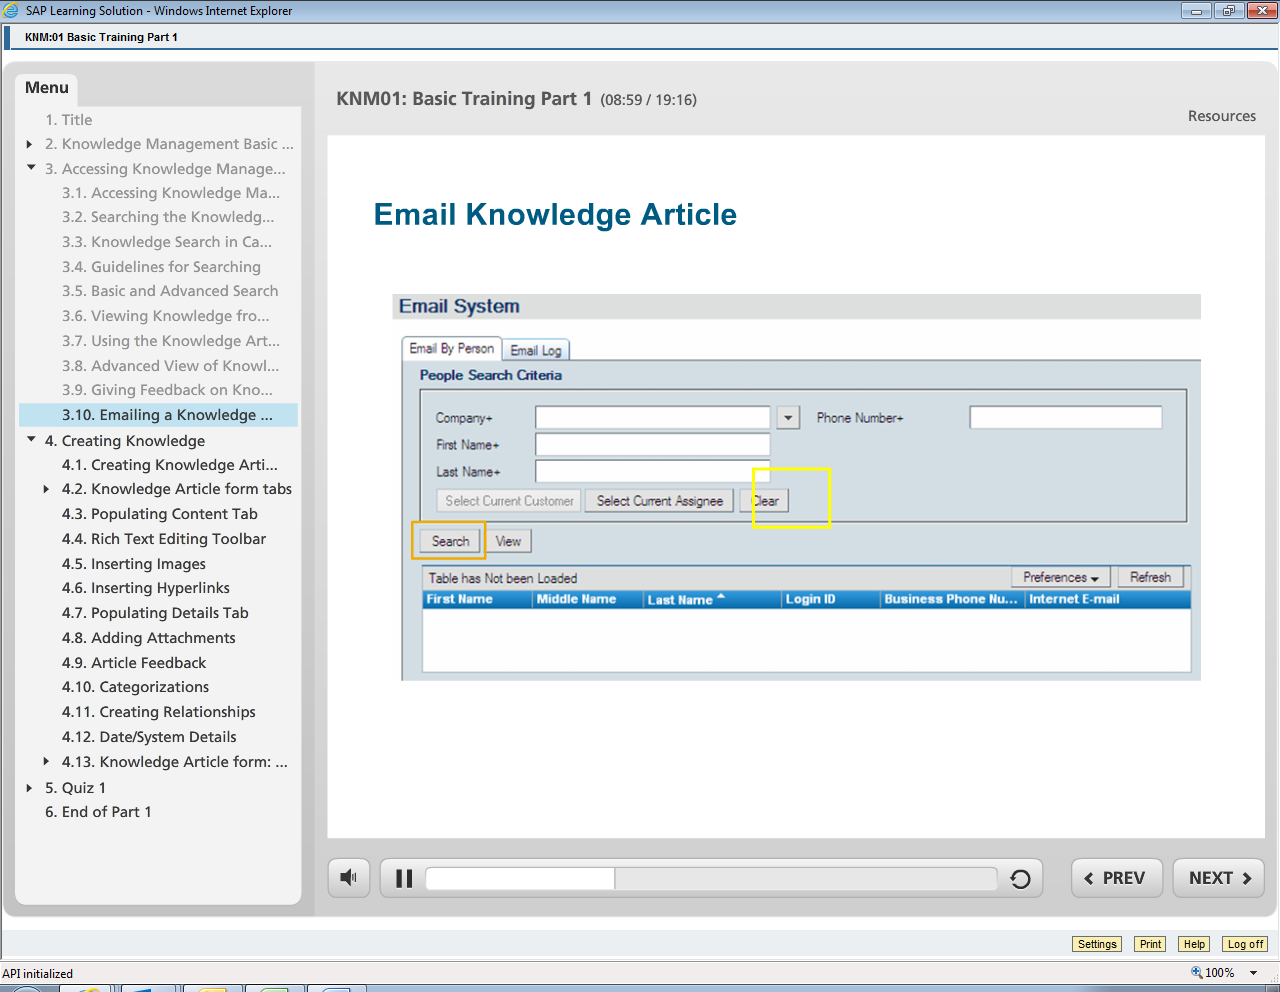 SAP Learning Solution - Windows Internet Explorer
KNM:01 Basic Training Part 1
Menu
1. Title
2. Knowledge Management Basic ...
3. Accessing Knowledge Manage...
3.1. Accessing Knowledge Ma...
3.2. Searching the Knowledg...
3.3. Knowledge Search in Ca...
3.4. Guidelines for Searching
3.5. Basic and Advanced Search
3.6. Viewing Knowledge fro...
3.7. Using the Knowledge Art...
3.8. Advanced View of Knowl...
3.9. Giving Feedback on Kno...
3.10. Emailing a Knowledge ...
4. Creating Knowledge
4.1. Creating Knowledge Arti...
4.2. Knowledge Article form tabs
4.3. Populating Content Tab
4.4. Rich Text Editing Toolbar
4.5. Inserting Images
4.6. Inserting Hyperlinks
4.7. Populating Details Tab
4.8. Adding Attachments
4.9. Article Feedback
4.10. Categorizations
4.11. Creating Relationships
4.12. Date/System Details
4.13. Knowledge Article form: ...
5. Quiz 1
6. End of Part 1
KNM01: Basic Training Part 1 (08:59 / 19:16)
Resources
Email Knowledge Article
Email System
Email By Person Email Log
People Search Criteria
Company+ Phone Number+
First Name+
Last Name+
Select Current Customer Select Current Assignee Clear
Search View
Table has Not been Loaded Preferences Refresh
First Name Middle Name Last Name Login ID Business Phone Nu... Internet E-mail
PREV NEXT
Settings Print Help Log off
API initialized 100%